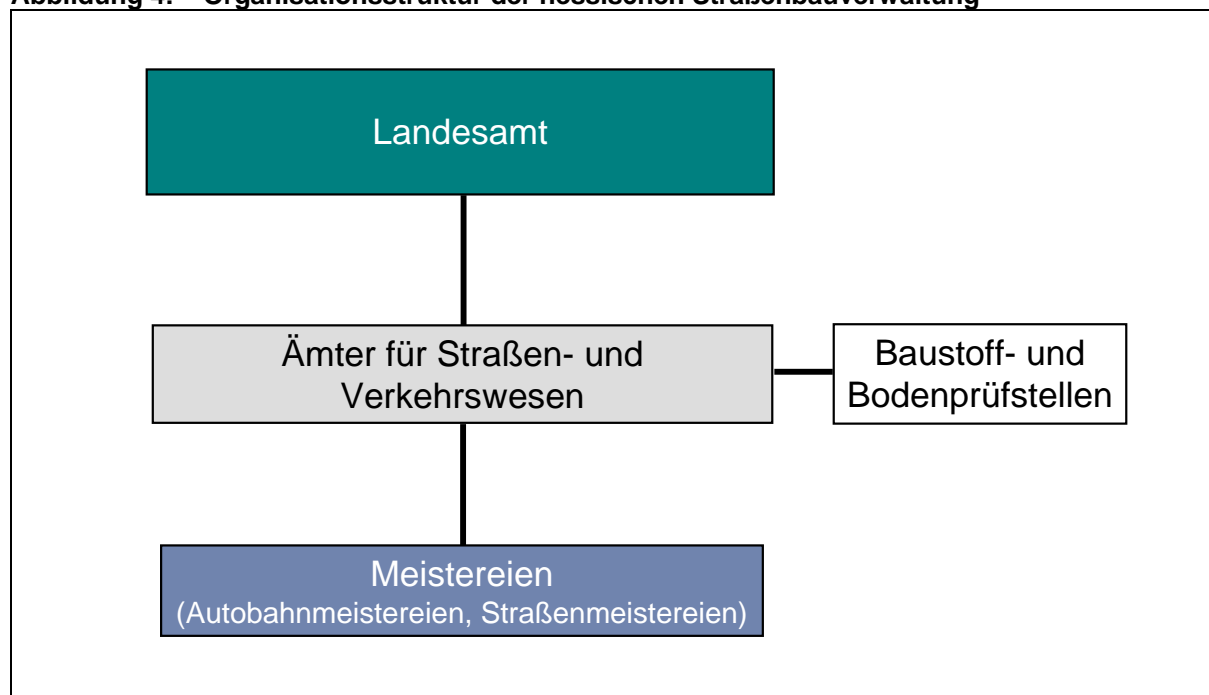 Abbildung 4: Organisationsstruktur der hessischen Straßenbauverwaltung
Landesamt
Ämter für Straßen- und
Verkehrswesen
Baustoff- und
Bodenprüfstellen
Meistereien
(Autobahnmeistereien, Straßenmeistereien)